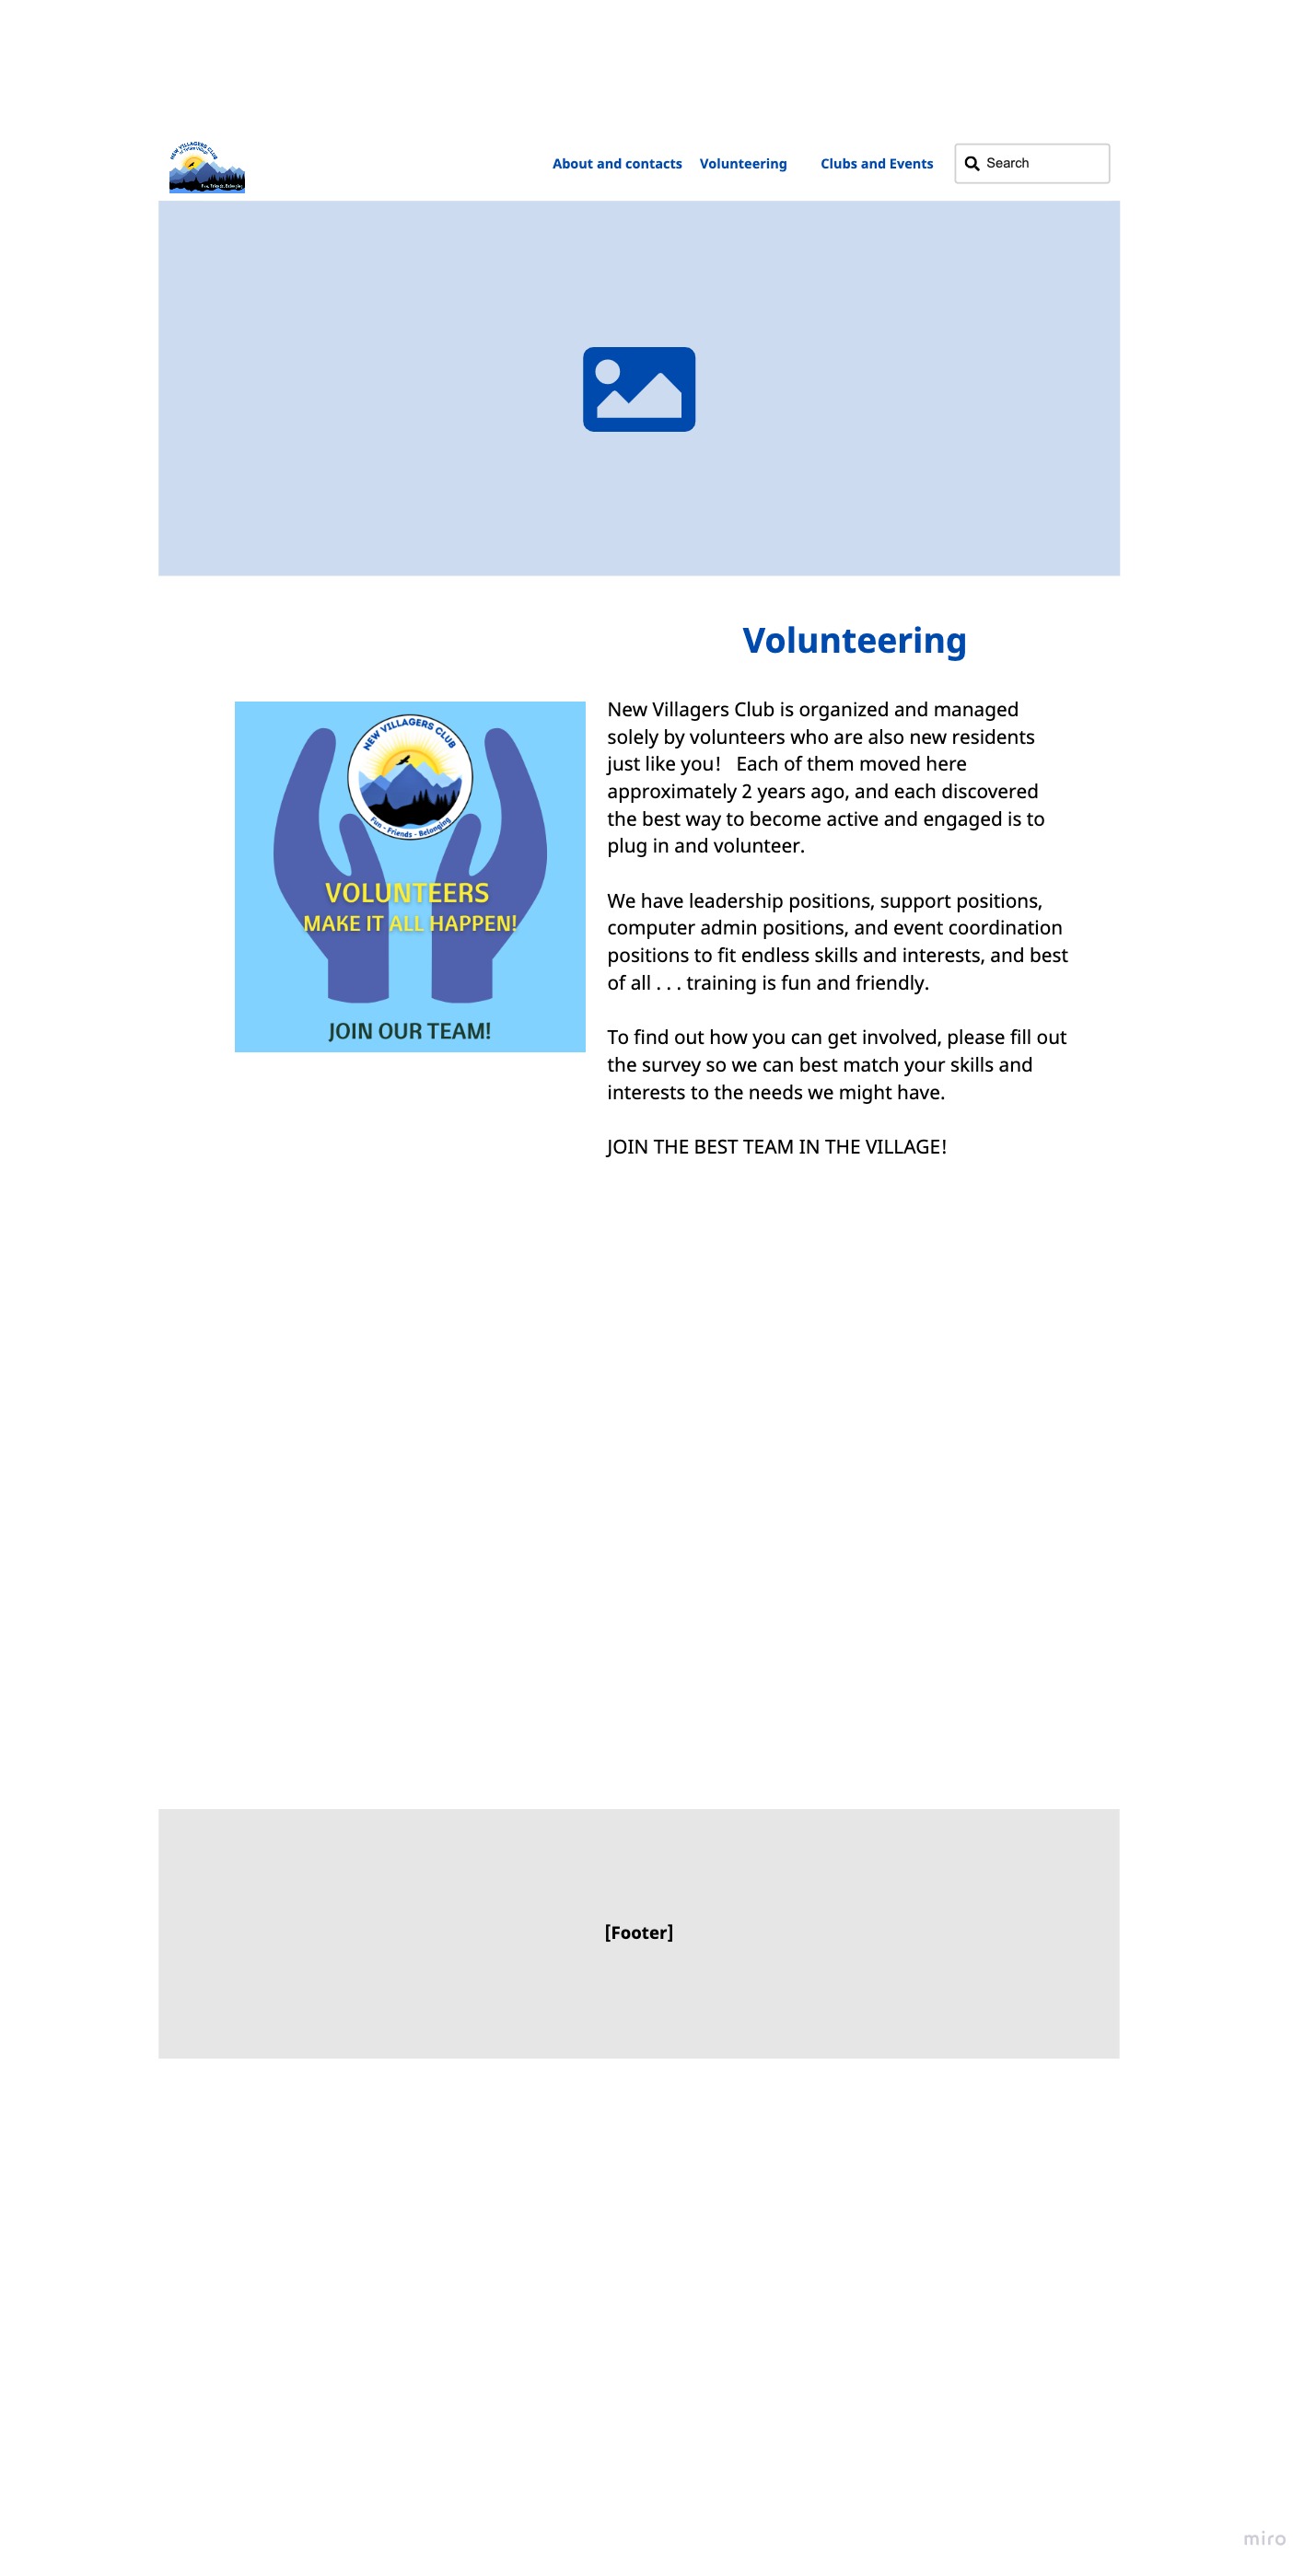 NEW VILLAGERS CLUB
About and contacts
Volunteering
Clubs and Events
Search
Volunteering
NEW VILLAGERS CLUB
Fun - Friends - Belonging
VOLUNTEERS
MAKE IT ALL HAPPEN!
JOIN OUR TEAM!
New Villagers Club is organized and managed
solely by volunteers who are also new residents
just like you!   Each of them moved here
approximately 2 years ago, and each discovered
the best way to become active and engaged is to
plug in and volunteer.
We have leadership positions, support positions,
computer admin positions, and event coordination
positions to fit endless skills and interests, and best
of all . . . training is fun and friendly.
To find out how you can get involved, please fill out
the survey so we can best match your skills and
interests to the needs we might have.
JOIN THE BEST TEAM IN THE VILLAGE!
[Footer]
miro